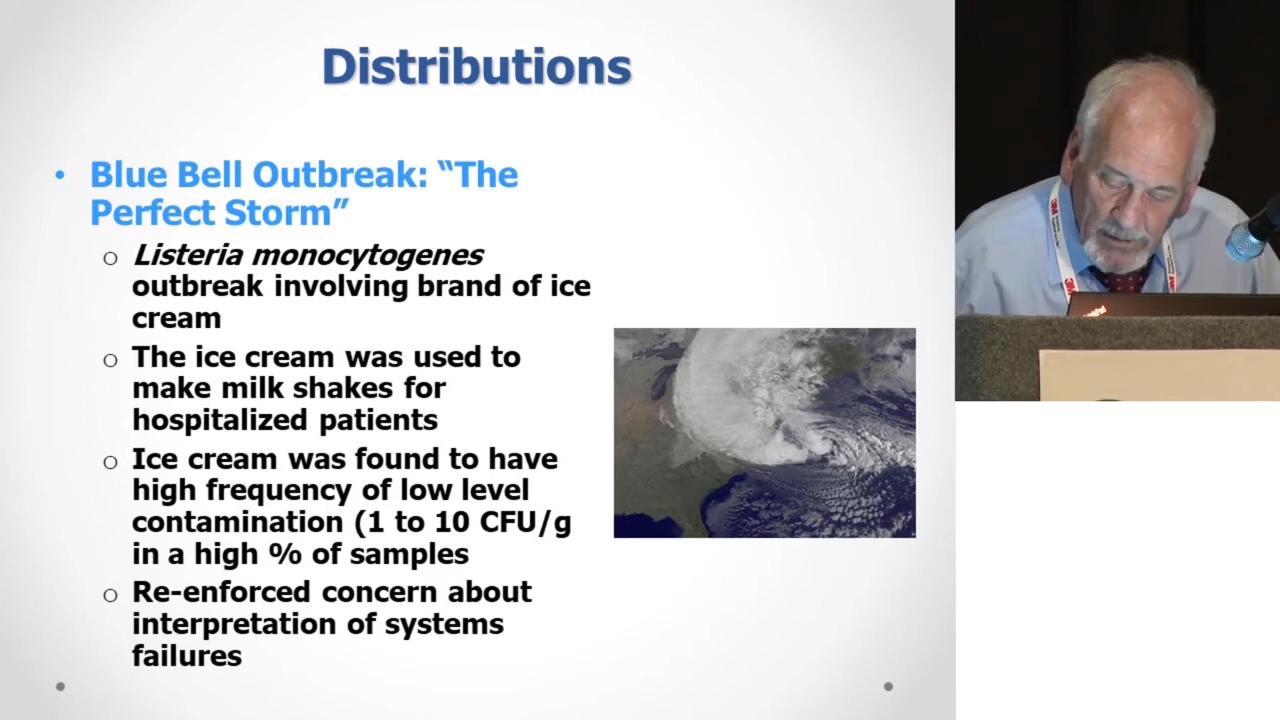 Distributions
• Blue Bell Outbreak: “The
Perfect Storm”
o Listeria monocytogenes
outbreak involving brand of ice
cream
o The ice cream was used to
make milk shakes for
hospitalized patients
o Ice cream was found to have
high frequency of low level
contamination (1 to 10 CFU/g
in a high % of samples
o Re-enforced concern about
interpretation of systems
failures
3M
3M